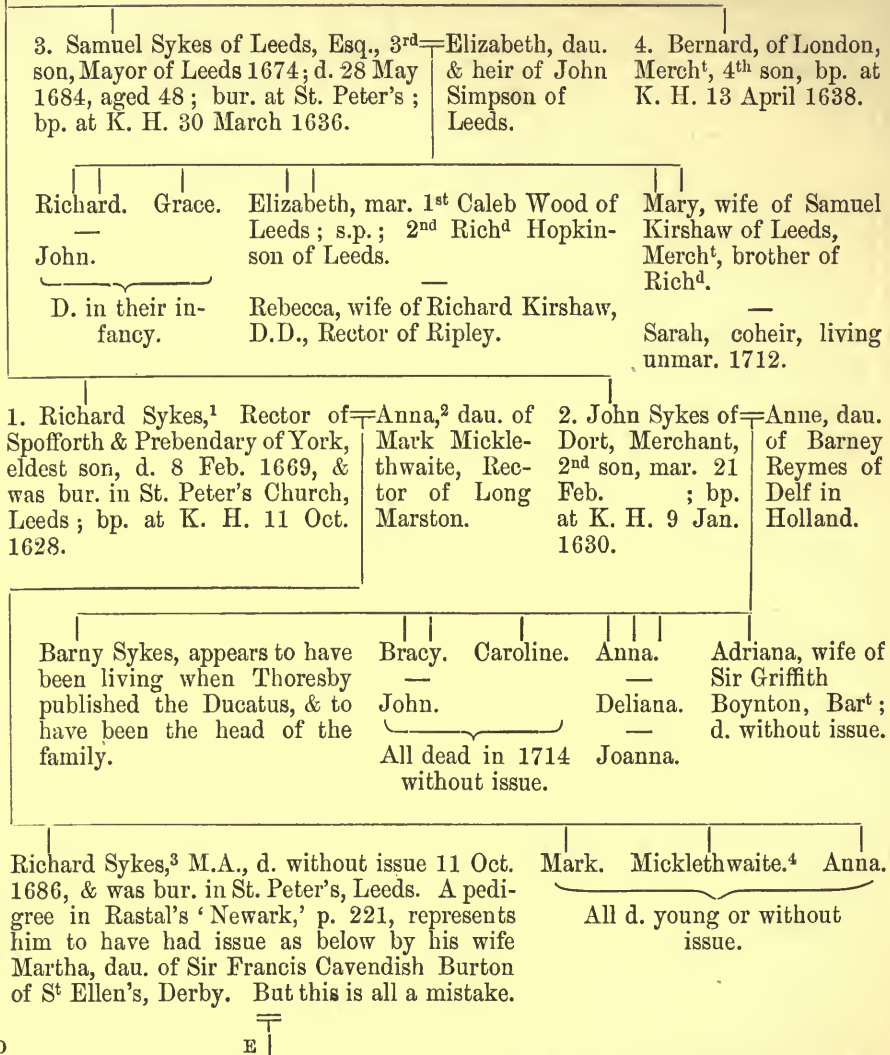 3. Samuel Sykes of Leeds, Esq., 3rd
son, Mayor of Leeds 1674; d. 28 May
1684, aged 48; bur. at St. Peter's;
bp. at K. H. 30 March 1636.
Elizabeth, dau.
& heir of John
Simpson of
Leeds.
4. Bernard, of London,
Mercht, 4th son, bp. at
K. H. 13 April 1638.
Richard.
—
John.
Grace.
D. in their in-
fancy.
Elizabeth, mar. 1st Caleb Wood of
Leeds; s.p.; 2nd Richd Hopkin-
son of Leeds.
—
Rebecca, wife of Richard Kirshaw,
D.D., Rector of Ripley.
Mary, wife of Samuel
Kirshaw of Leeds,
Mercht, brother of
Richd.
—
Sarah, coheir, living
unmar. 1712.
1. Richard Sykes,1 Rector of
Spofforth & Prebendary of York,
eldest son, d. 8 Feb. 1669, &
was bur. in St. Peter's Church,
Leeds; bp. at K. H. 11 Oct.
1628.
Anna,2 dau. of
Mark Mickle-
thwaite, Rec-
tor of Long
Marston.
2. John Sykes of
Dort, Merchant,
2nd son, mar. 21
Feb. ; bp.
at K. H. 9 Jan.
1630.
Anne, dau.
of Barney
Reymes of
Delf in
Holland.
Barny Sykes, appears to have
been living when Thoresby
published the Ducatus, & to
have been the head of the
family.
Bracy.
—
John.
Caroline.
All dead in 1714
without issue.
Anna.
—
Deliana.
—
Joanna.
Adriana, wife of
Sir Griffith
Boynton, Bart;
d. without issue.
Richard Sykes,3 M.A., d. without issue 11 Oct.
1686, & was bur. in St. Peter's, Leeds. A pedi-
gree in Rastal's 'Newark,' p. 221, represents
him to have had issue as below by his wife
Martha, dau. of Sir Francis Cavendish Burton
of St Ellen's, Derby. But this is all a mistake.
Mark. Micklethwaite.4 Anna.
All d. young or without
issue.
E